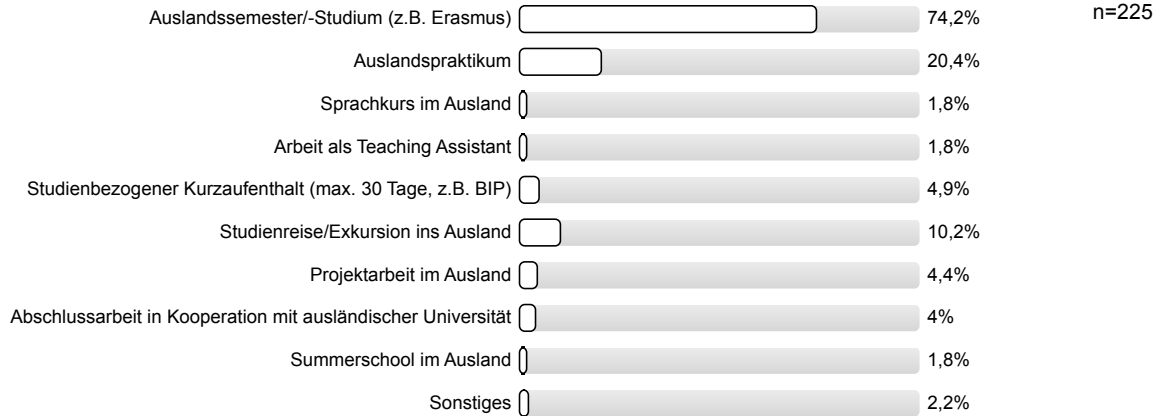 Auslandssemester/-Studium (z.B. Erasmus) 74,2% n=225
Auslandspraktikum 20,4%
Sprachkurs im Ausland 1,8%
Arbeit als Teaching Assistant 1,8%
Studienbezogener Kurzaufenthalt (max. 30 Tage, z.B. BIP) 4,9%
Studienreise/Exkursion ins Ausland 10,2%
Projektarbeit im Ausland 4,4%
Abschlussarbeit in Kooperation mit ausländischer Universität 4%
Summerschool im Ausland 1,8%
Sonstiges 2,2%